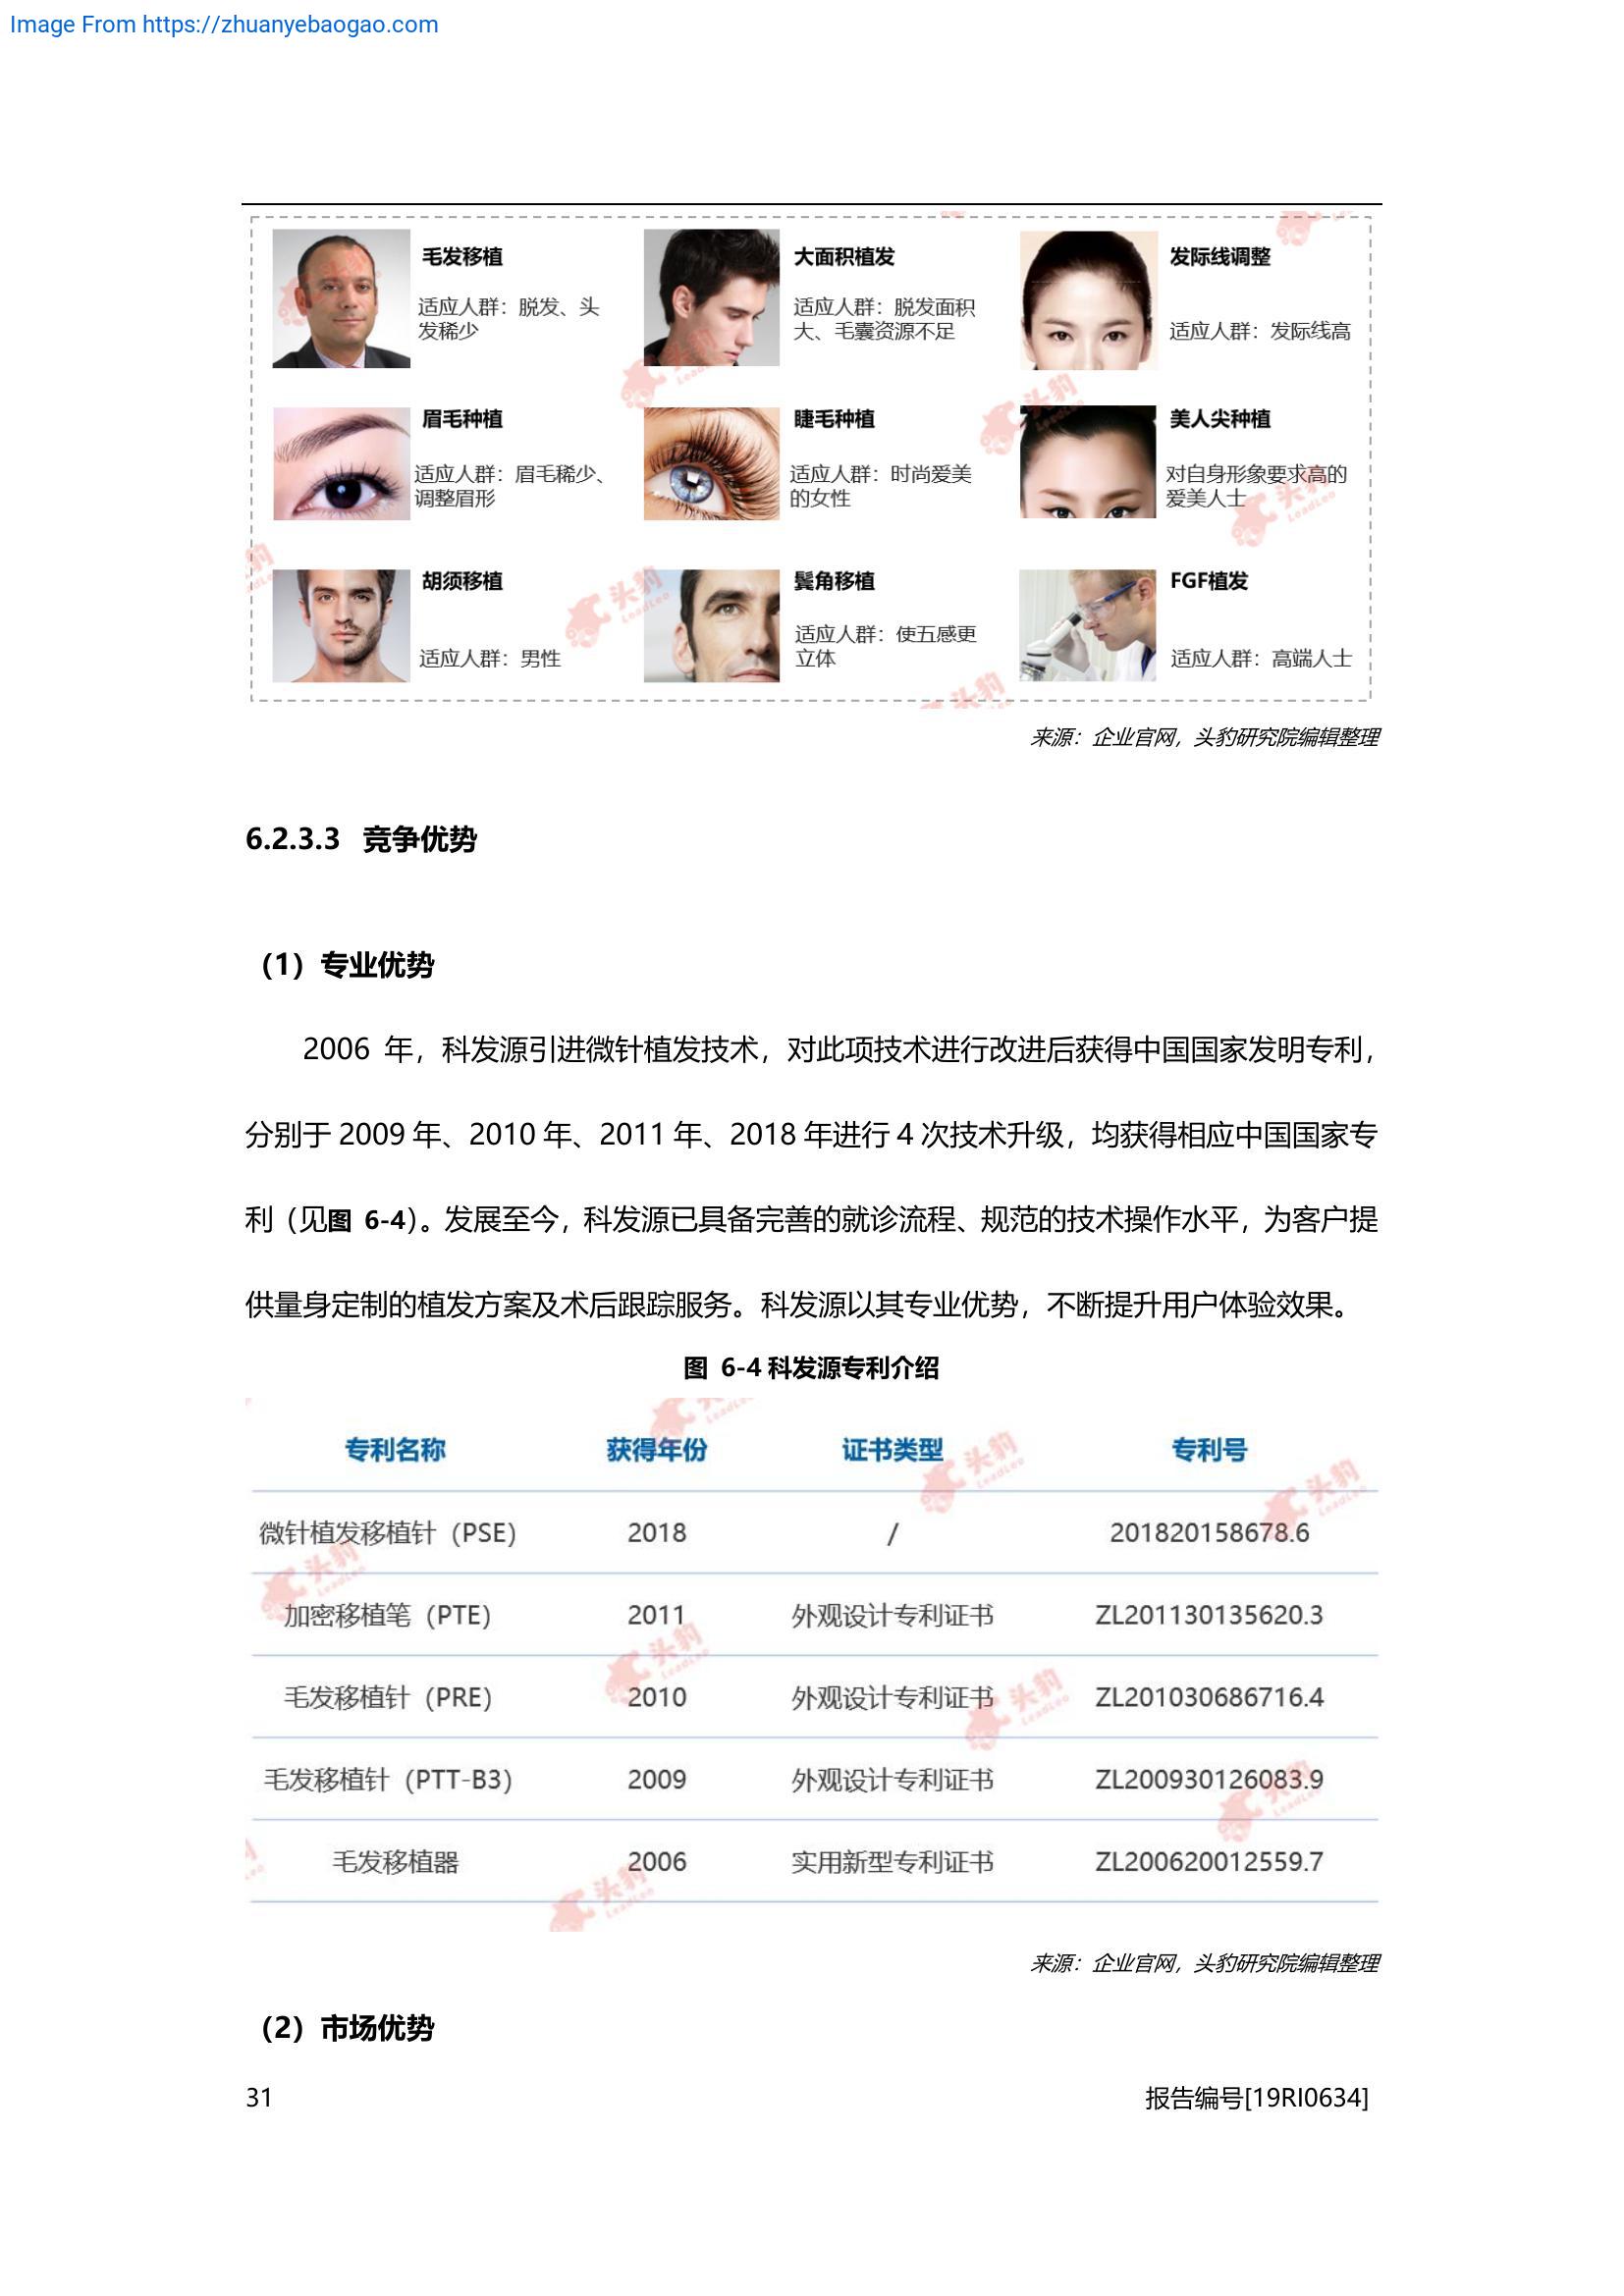 Image From https://zhuanyebaogao.com
毛发移植
适应人群：脱发、头
发稀少
大面积植发
适应人群：脱发面积
大、毛囊资源不足
发际线调整
适应人群：发际线高
眉毛种植
适应人群：眉毛稀少、
调整眉形
睫毛种植
适应人群：时尚爱美
的女性
美人尖种植
对自身形象要求高的
爱美人士
胡须移植
适应人群：男性
鬓角移植
适应人群：使五感更
立体
FGF植发
适应人群：高端人士
来源：企业官网，头豹研究院编辑整理
6.2.3.3 竞争优势
（1）专业优势
2006 年，科发源引进微针植发技术，对此项技术进行改进后获得中国国家发明专利，
分别于 2009 年、2010 年、2011 年、2018 年进行 4 次技术升级，均获得相应中国国家专
利（见图 6-4）。发展至今，科发源已具备完善的就诊流程、规范的技术操作水平，为客户提
供量身定制的植发方案及术后跟踪服务。科发源以其专业优势，不断提升用户体验效果。
图 6-4 科发源专利介绍
专利名称 获得年份 证书类型 专利号
微针植发移植针（PSE） 2018 / 201820158678.6
加密移植笔（PTE） 2011 外观设计专利证书 ZL201130135620.3
毛发移植针（PRE） 2010 外观设计专利证书 ZL201030686716.4
毛发移植针（PTT-B3） 2009 外观设计专利证书 ZL200930126083.9
毛发移植器 2006 实用新型专利证书 ZL200620012559.7
来源：企业官网，头豹研究院编辑整理
（2）市场优势
31 报告编号[19RI0634]